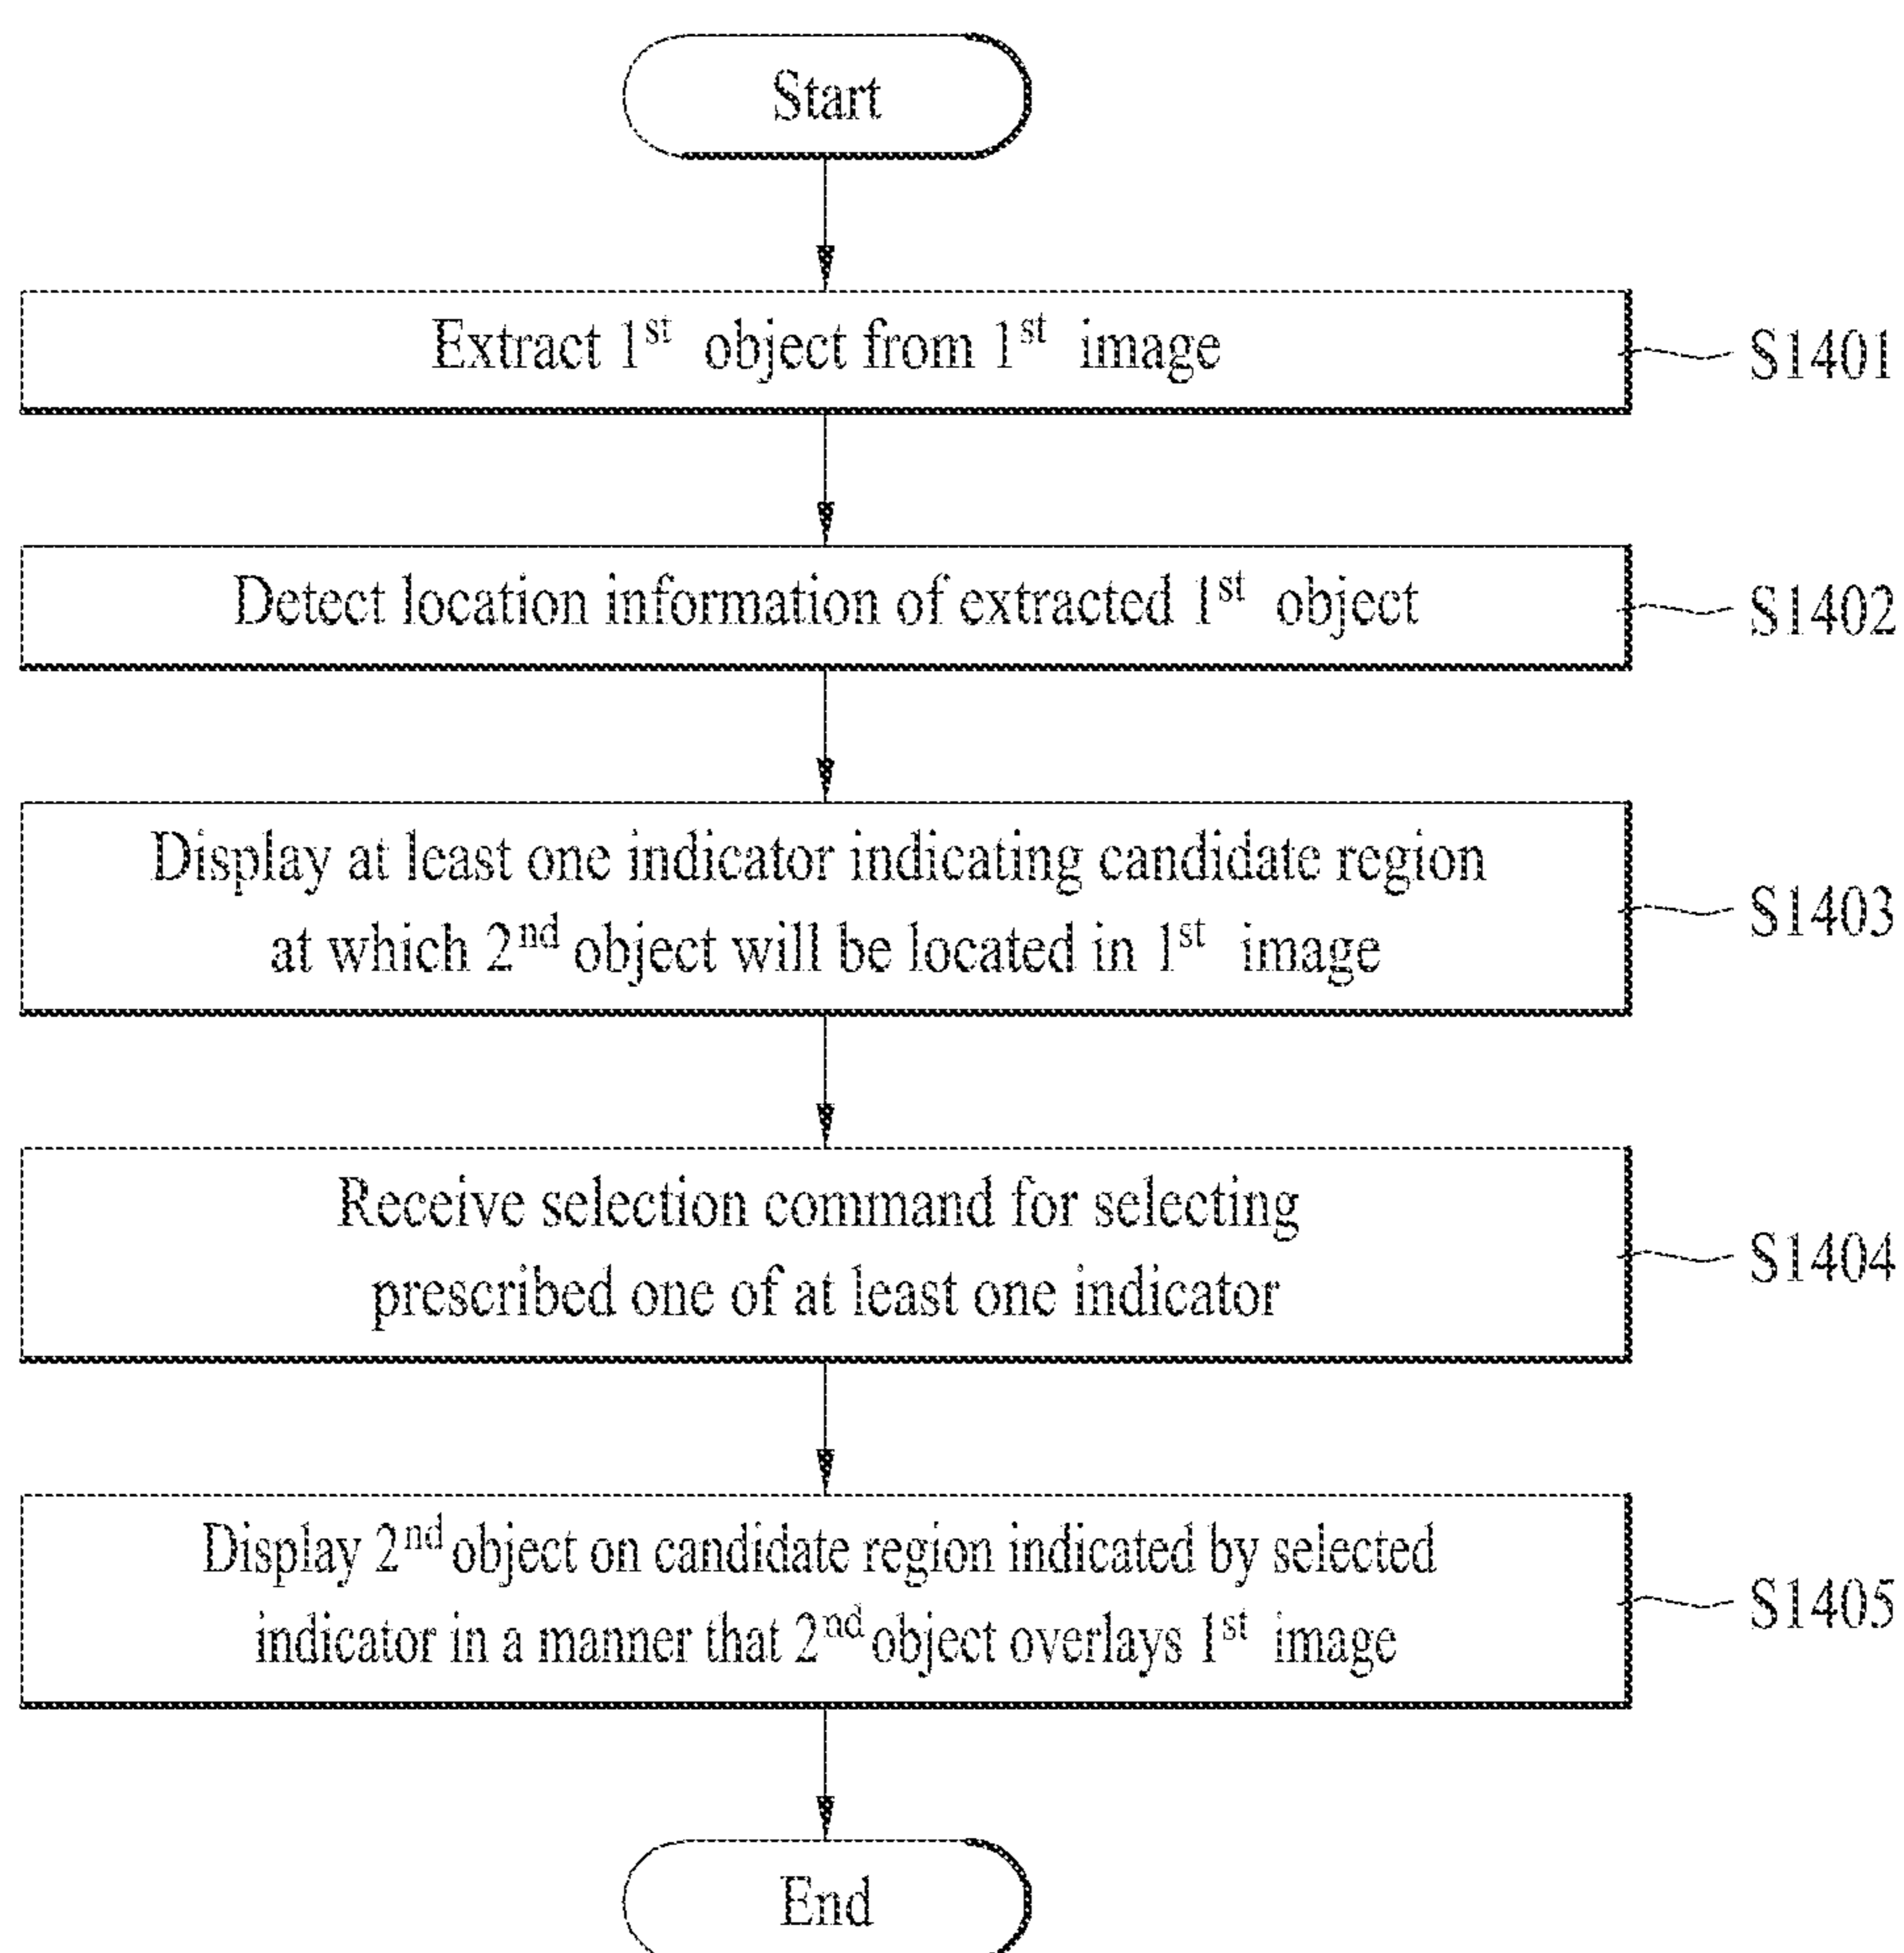 Start
Extract 1st object from 1st image
S1401
Detect location information of extracted 1st object
S1402
Display at least one indicator indicating candidate region
at which 2nd object will be located in 1st image
S1403
Receive selection command for selecting
prescribed one of at least one indicator
S1404
Display 2nd object on candidate region indicated by selected
indicator in a manner that 2nd object overlays 1st image
S1405
End